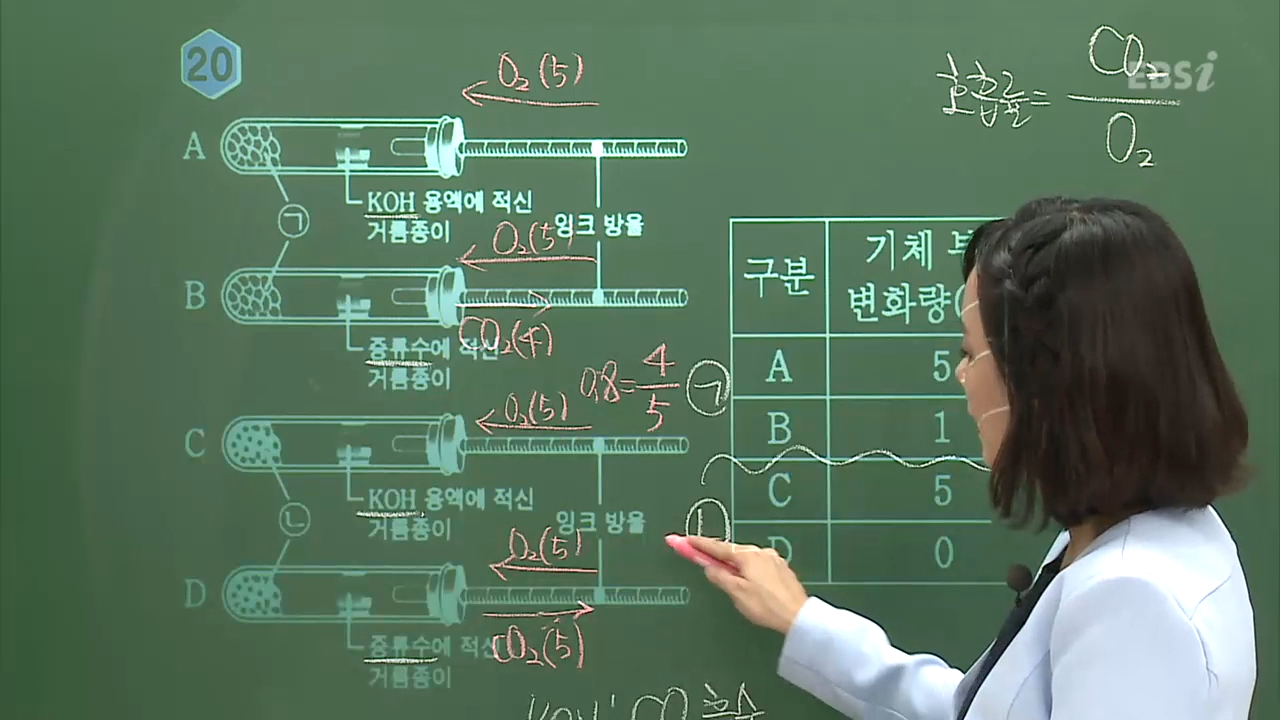 20
O₂(5)
호흡률 = CO₂ / O₂
EBSi
A
KOH 용액에 적신
거름종이
㉠
잉크 방울
O₂(5)
B
CO₂(4)
증류수에 적신
거름종이
0.8 = 4/5 ㉠
구분 기체
변화량(
A 5
B 1
C 5
D 0
O₂(5)
C
KOH 용액에 적신
거름종이
㉡
잉크 방울
㉡
O₂(5)
D
CO₂(5)
증류수에 적신
거름종이
KOH : CO₂ 흡수